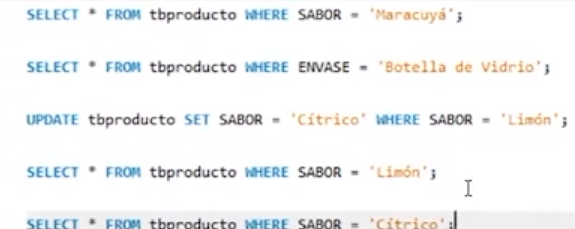 SELECT * FROM tbproducto WHERE SABOR = 'Maracuyá';
SELECT * FROM tbproducto WHERE ENVASE = 'Botella de Vidrio';
UPDATE tbproducto SET SABOR = 'Cítrico' WHERE SABOR = 'Limón';
SELECT * FROM tbproducto WHERE SABOR = 'Limón';
SELECT * FROM tbproducto WHERE SABOR = 'Cítrico';